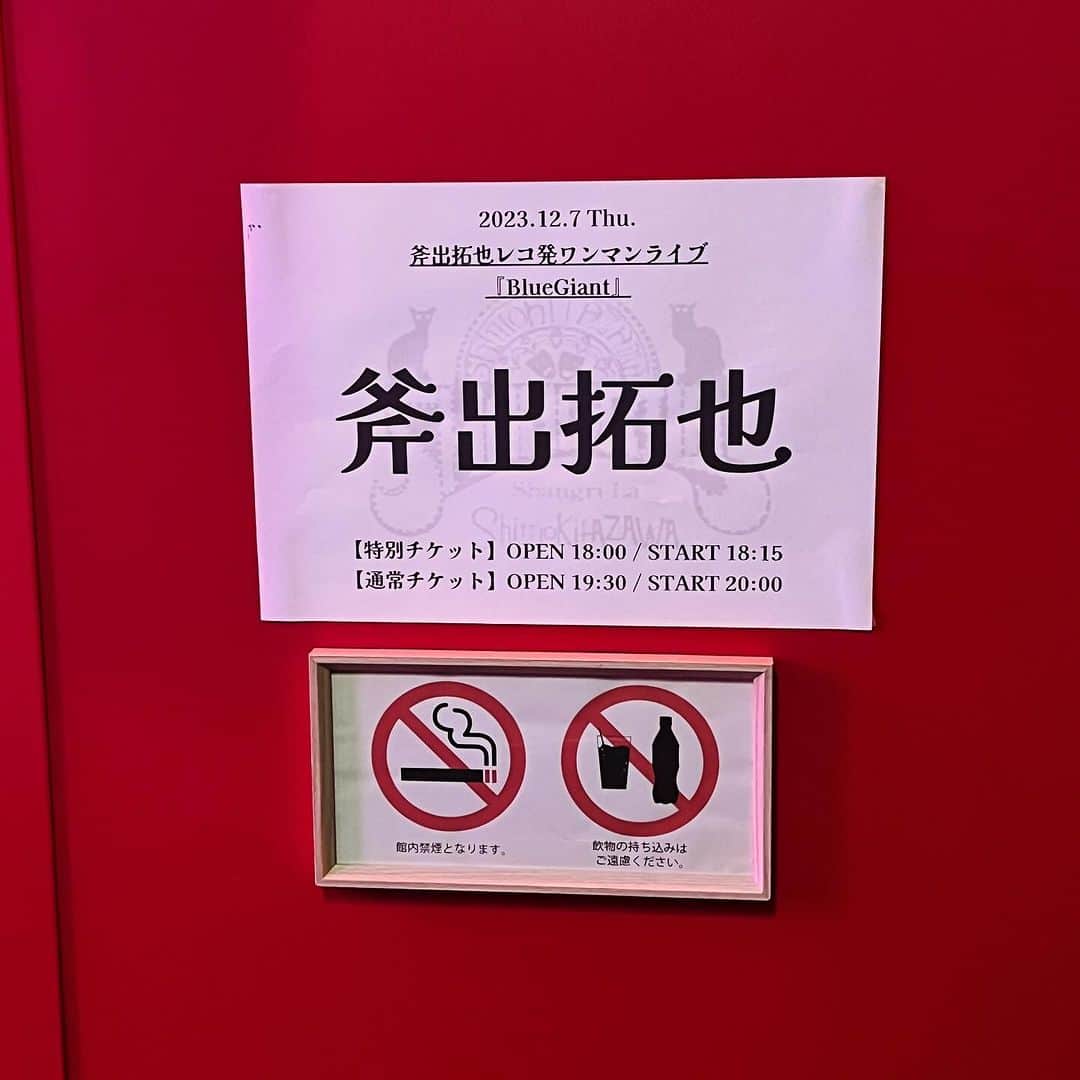 2023.12.7 Thu.
斧出拓也レコ発ワンマンライブ
『BlueGiant』
斧出拓也
Shangri-La
ShimoKitAZAWA
【特別チケット】OPEN 18:00 / START 18:15
【通常チケット】OPEN 19:30 / START 20:00
館内禁煙となります。
飲物の持ち込みは
ご遠慮ください。